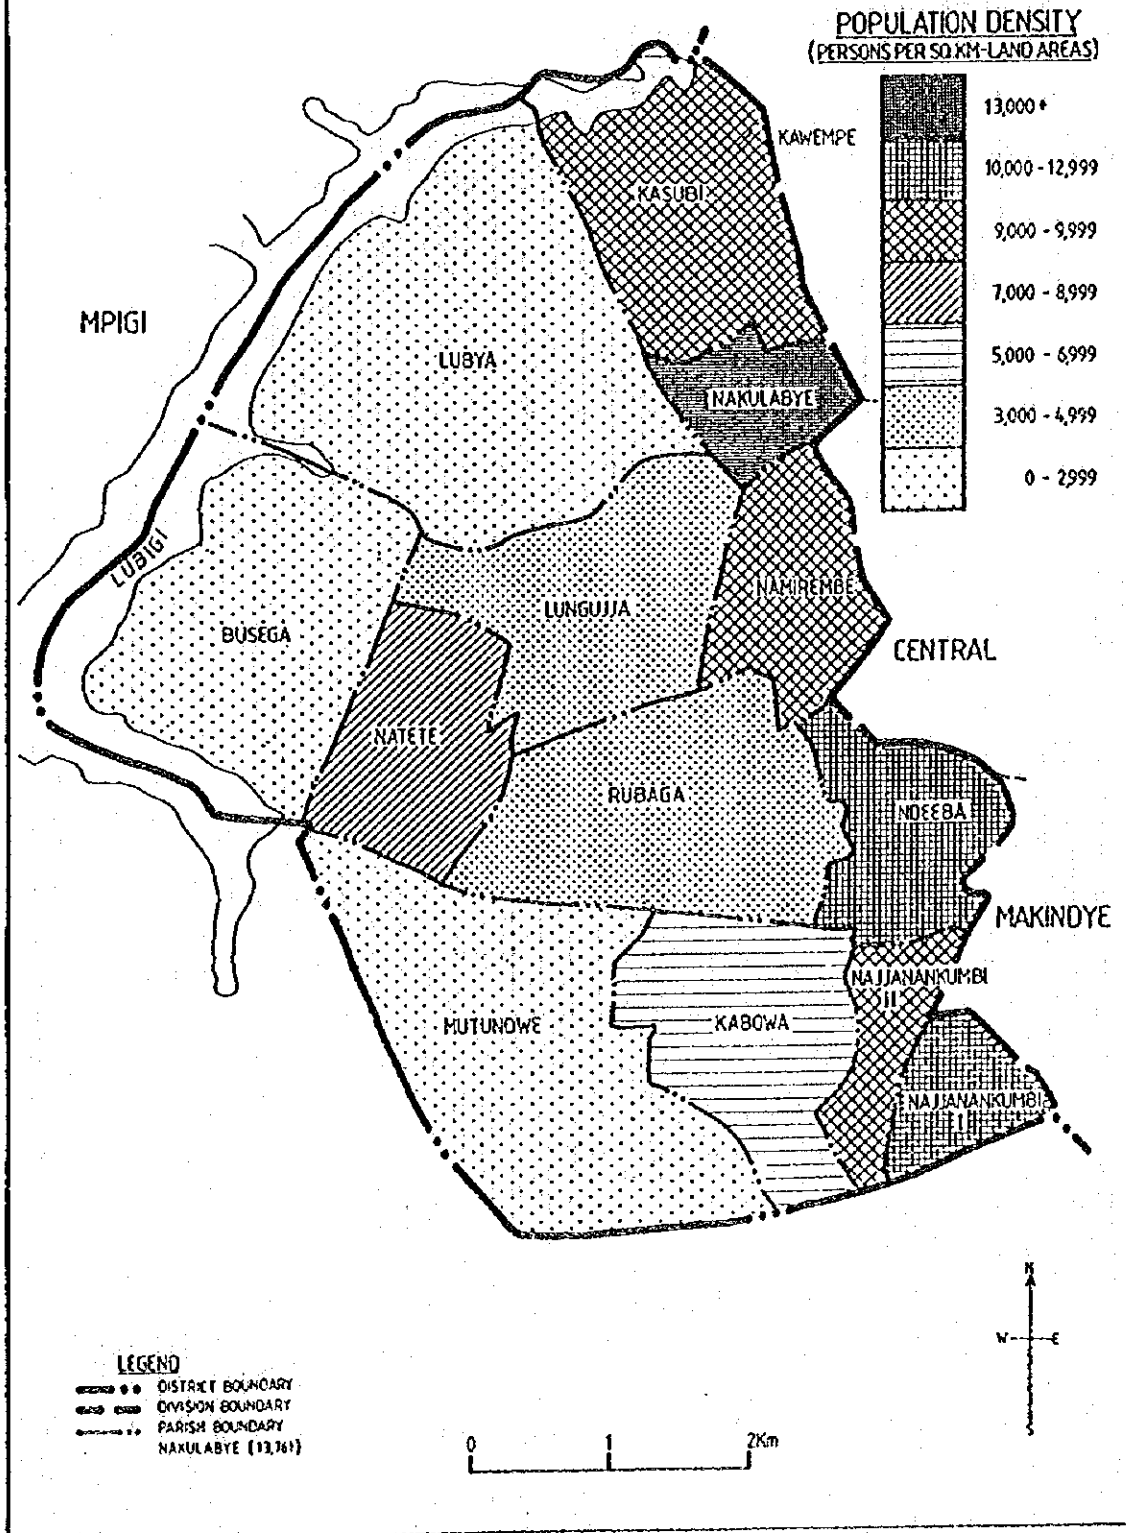 POPULATION DENSITY
(PERSONS PER SQ.KM-LAND AREAS)
13,000+
10,000 - 12,999
9,000 - 9,999
7,000 - 8,999
5,000 - 6,999
3,000 - 4,999
0 - 2,999
KAWEMPE
KASUBI
MPIGI
LUBYA
NAKULABYE
LUBIGI
BUSEGA
LUNGUJJA
NAMIREMBE
CENTRAL
NATETE
RUBAGA
NDEEBA
MAKINDYE
NAJJANANKUMBI
II
MUTUNDWE
KABOWA
NAJJANANKUMBI
I
N
W E
S
LEGEND
DISTRICT BOUNDARY
DIVISION BOUNDARY
PARISH BOUNDARY
NAKULABYE (13,761)
0 1 2Km